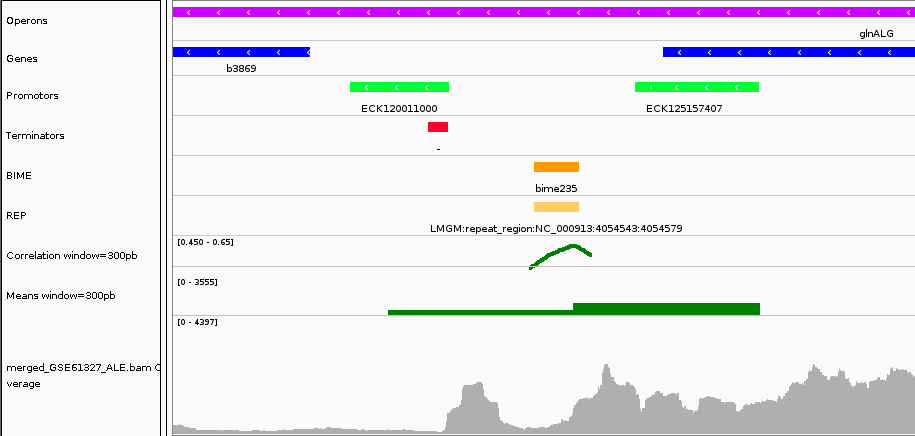 Operons
glnALG
Genes
b3869
Promotors
ECK120011000
ECK125157407
Terminators
-
BIME
bime235
REP
LMGM:repeat_region:NC_000913:4054543:4054579
[0.450 - 0.65]
Correlation window=300pb
[0 - 3555]
Means window=300pb
[0 - 4397]
merged_GSE61327_ALE.bam C
verage